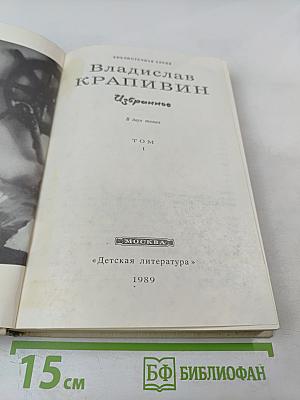 БИБЛИОТЕЧНАЯ СЕРИЯ
Владислав
КРАПИВИН
Избранное
В двух томах
ТОМ
1
МОСКВА
«Детская литература»
1989
15 см
БФ БИБЛИОФАН